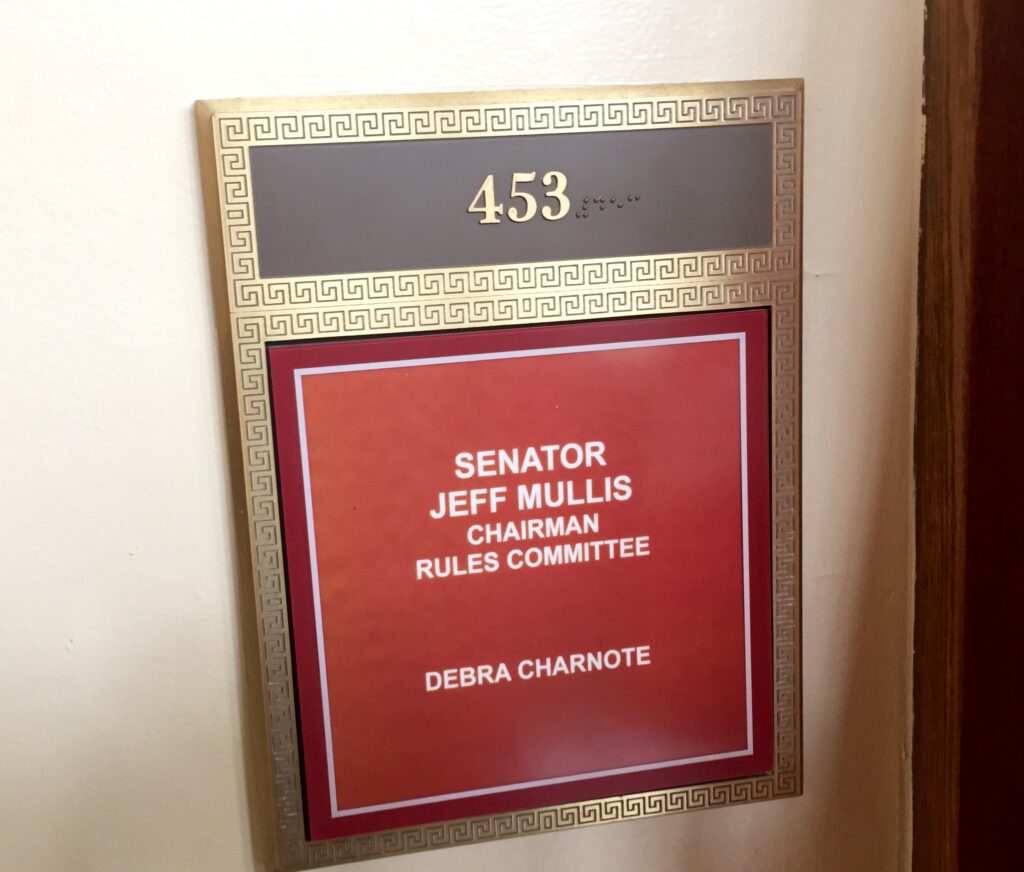 453
SENATOR
JEFF MULLIS
CHAIRMAN
RULES COMMITTEE
DEBRA CHARNOTE